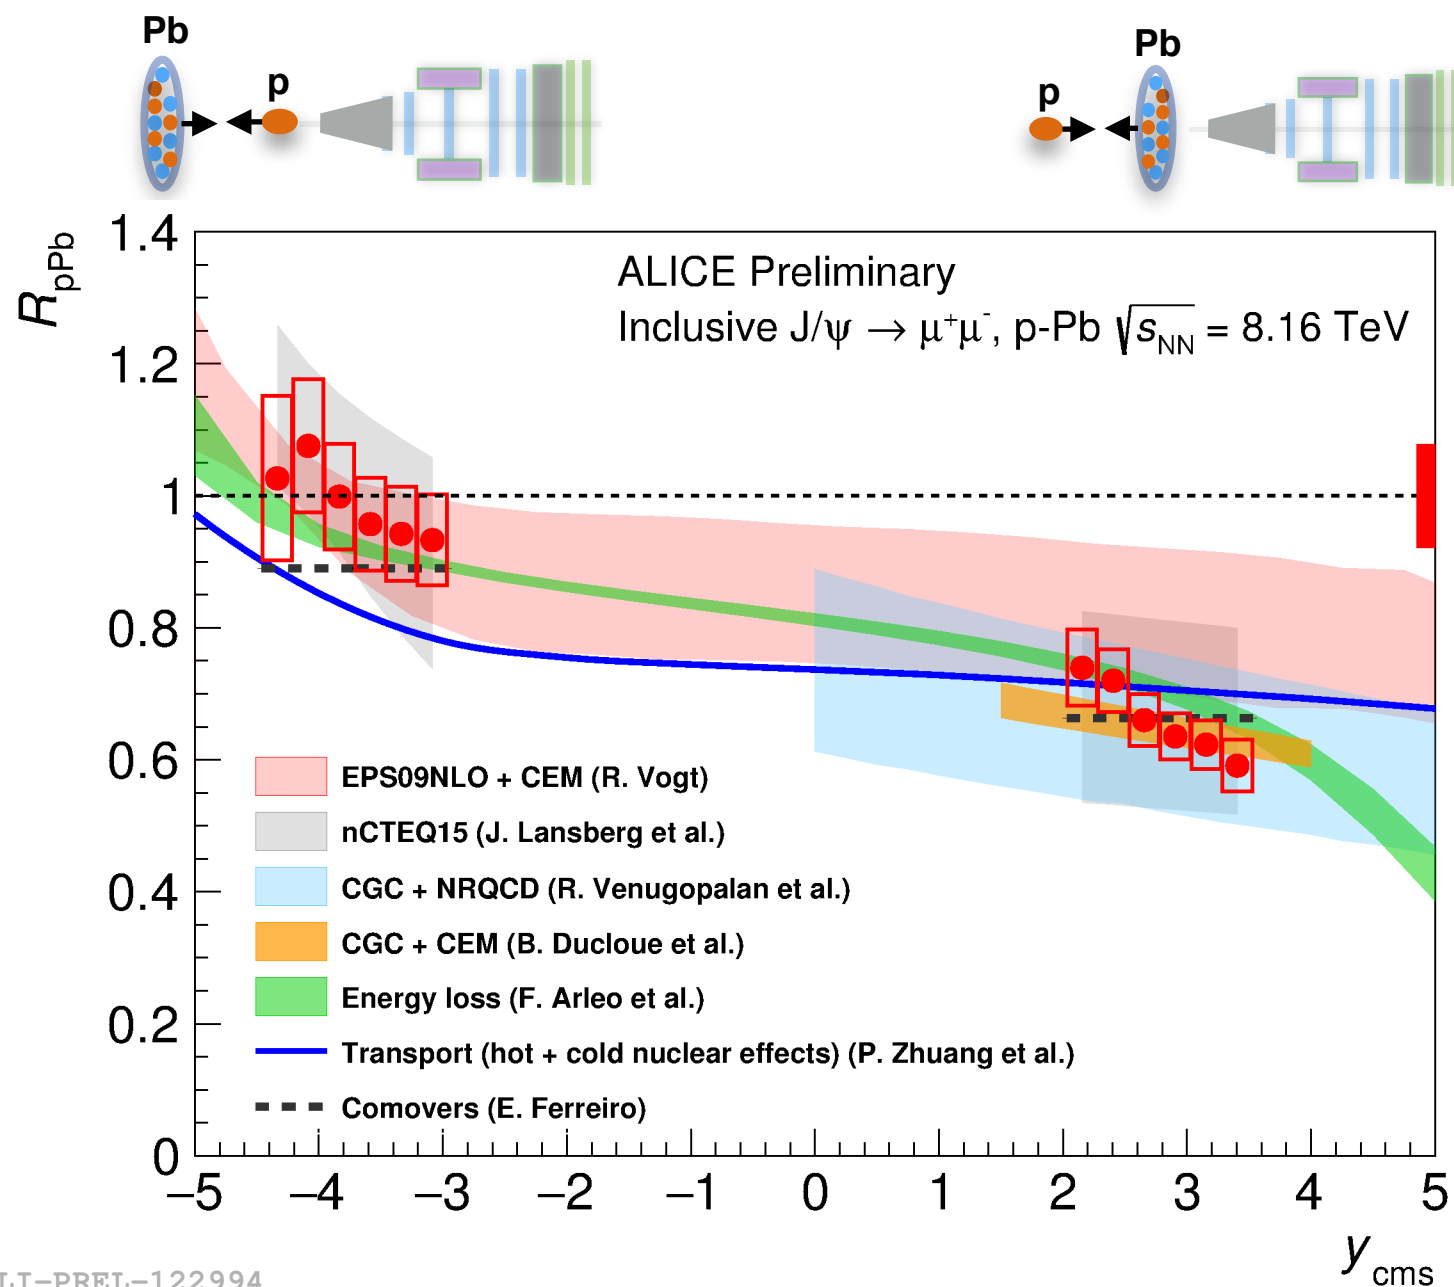 Pb
p
Pb
p
R_pPb
1.4
1.2
1
0.8
0.6
0.4
0.2
0
ALICE Preliminary
Inclusive J/ψ → μ⁺μ⁻, p-Pb √s_NN = 8.16 TeV
EPS09NLO + CEM (R. Vogt)
nCTEQ15 (J. Lansberg et al.)
CGC + NRQCD (R. Venugopalan et al.)
CGC + CEM (B. Ducloue et al.)
Energy loss (F. Arleo et al.)
Transport (hot + cold nuclear effects) (P. Zhuang et al.)
Comovers (E. Ferreiro)
−5 −4 −3 −2 −1 0 1 2 3 4 5
y_cms
LI−PREL−122994